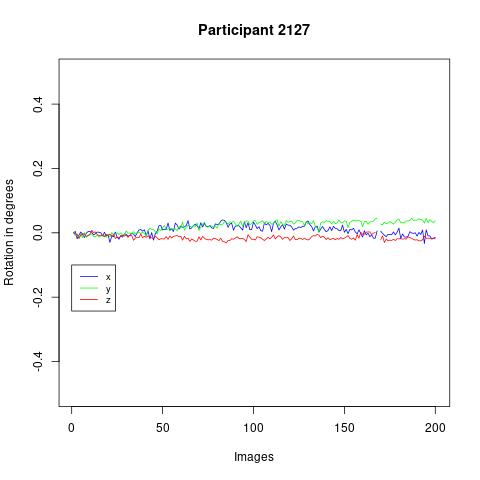 Participant 2127
Rotation in degrees
0.4
0.2
0.0
-0.2
-0.4
x
y
z
0 50 100 150 200
Images